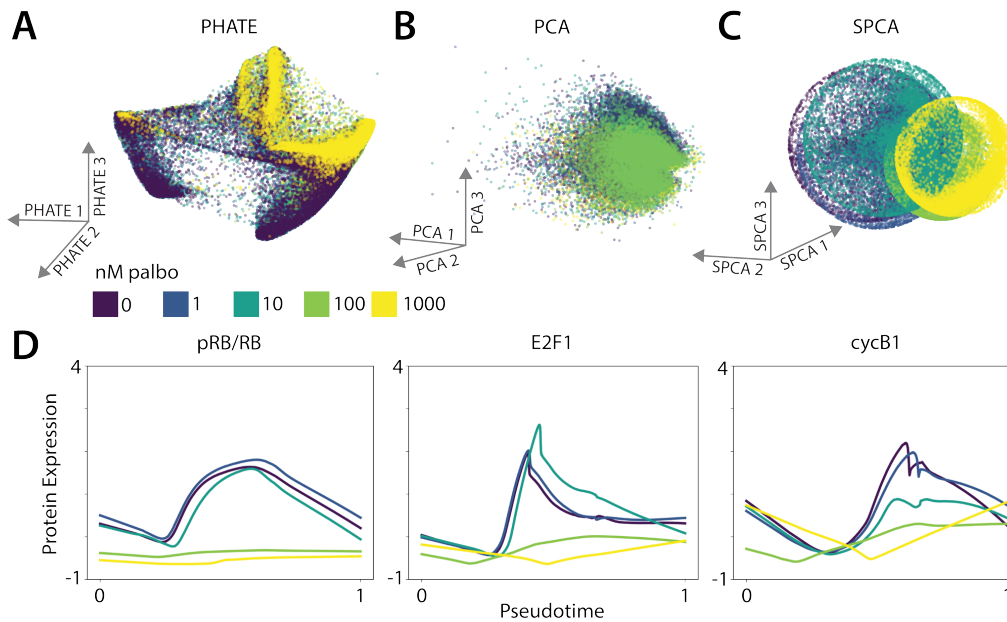 A PHATE
PHATE 1
PHATE 2
PHATE 3
B PCA
PCA 1
PCA 2
PCA 3
C SPCA
SPCA 1
SPCA 2
SPCA 3
nM palbo
0 1 10 100 1000
D pRB/RB E2F1 cycB1
Protein Expression
4 4 4
-1 -1 -1
0 1 0 1 0 1
Pseudotime